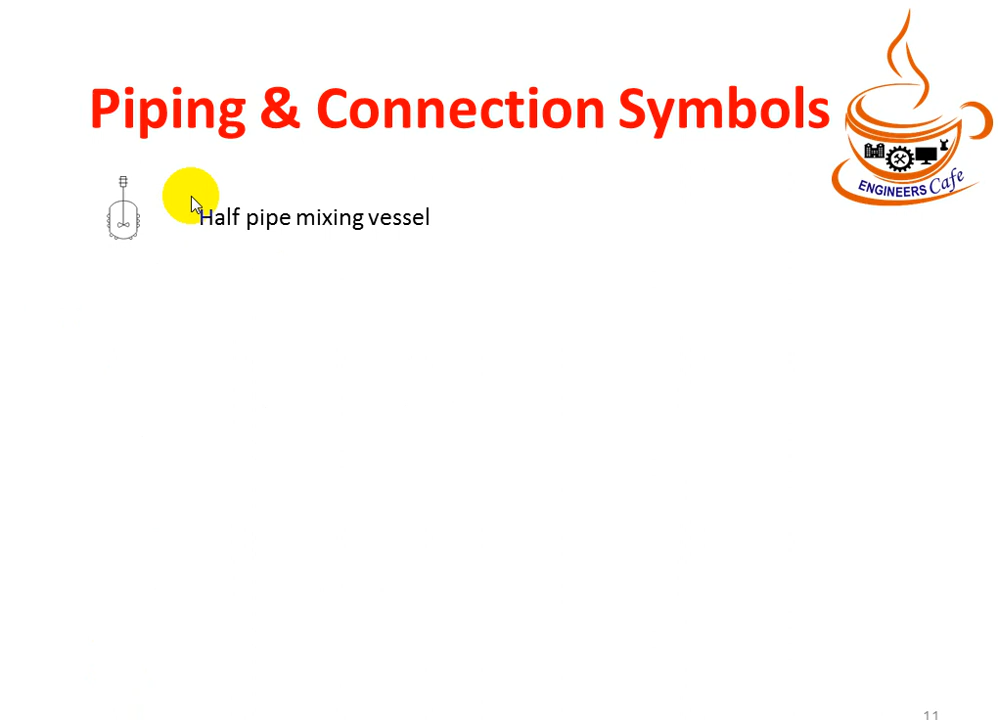 Piping & Connection Symbols
ENGINEERS Cafe
Half pipe mixing vessel
11